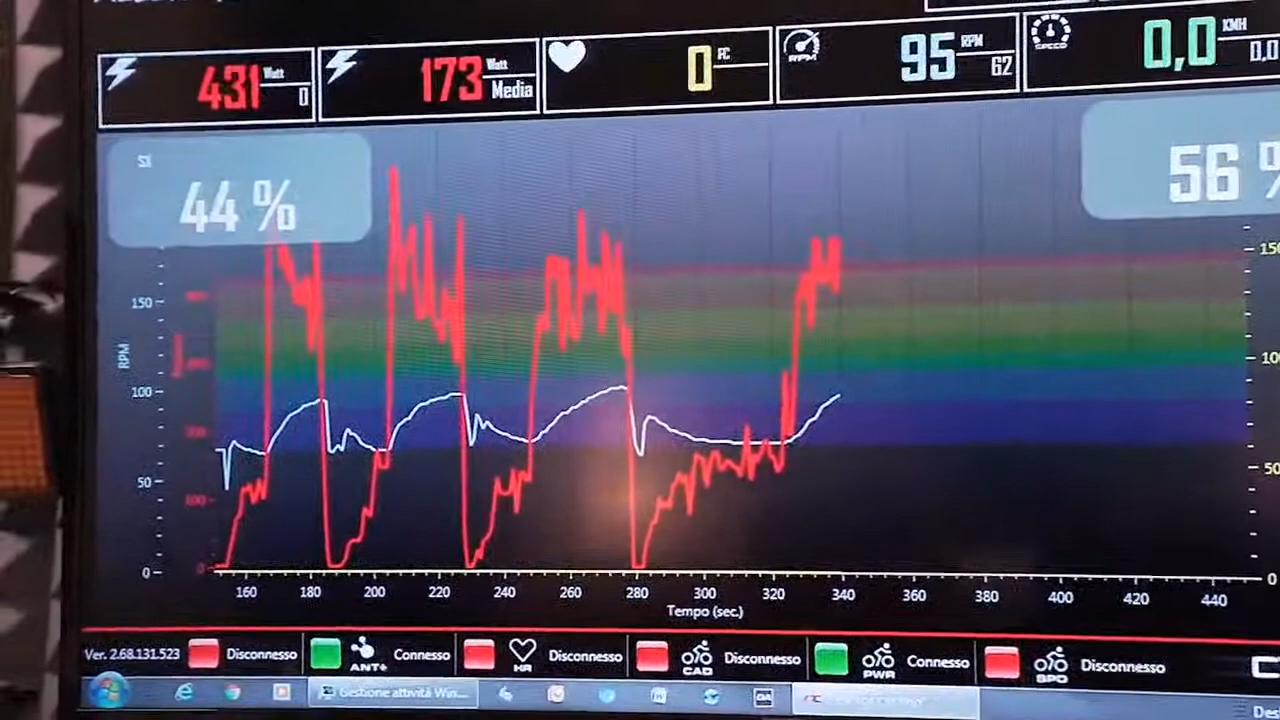 431 Watt 0
173 Watt Media
0 FC
95 RPM 62
RPM
0,0 KMH 0,0
SPEED
SX
44 %
56 %
150
100
50
0
RPM
100
0
150
100
50
0
160 180 200 220 240 260 280 300 320 340 360 380 400 420 440
Tempo (sec.)
Ver. 2.68.131.523 Disconnesso ANT+ Connesso HR Disconnesso CAD Disconnesso PWR Connesso SPD Disconnesso
Gestione attività Win...